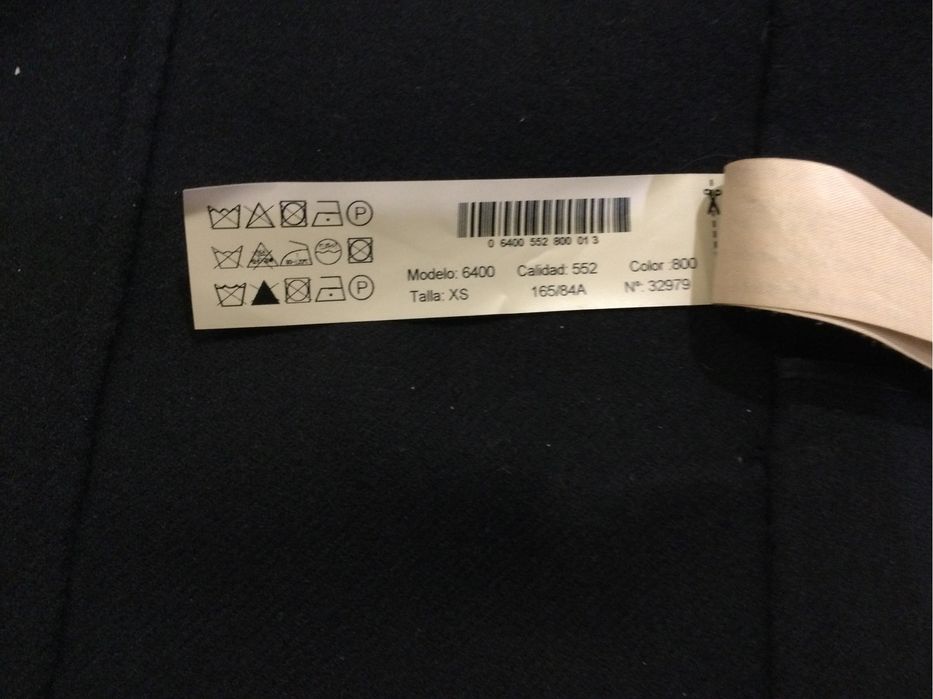 P
0 6400 552 800 01 3
Modelo: 6400 Calidad: 552 Color :800
Talla: XS 165/84A Nº: 32979
P